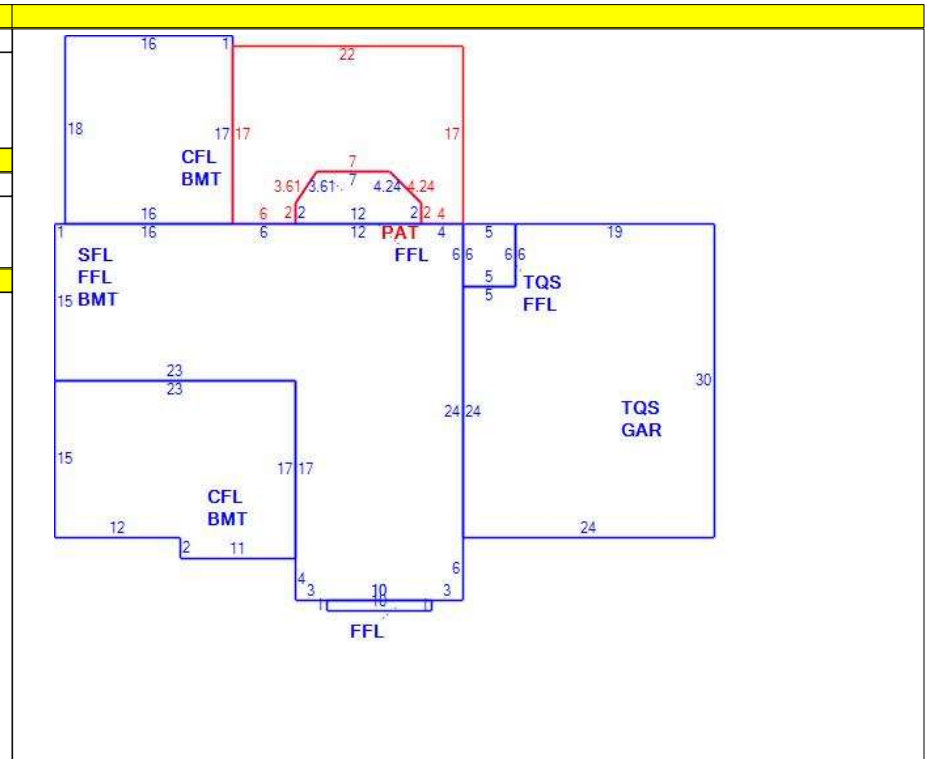 16 1
22
18 17 17 17
CFL
BMT
7
7
3.61 3.61 4.24 4.24
16 6 2 2 12 2 2 4
1 16 6 12 PAT 4 5 19
SFL FFL 6 6 6 6
FFL 5 TQS
15 BMT 5 FFL
23
23 30
24 24 TQS
GAR
15 17 17
CFL
BMT
12 2 11 24
4 6
3 10 3
1 10
FFL